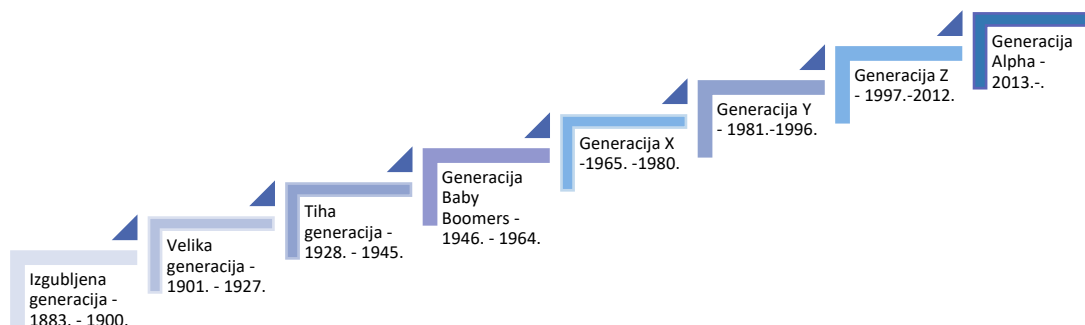 Izgubljena
generacija -
1883. - 1900.
Velika
generacija -
1901. - 1927.
Tiha
generacija -
1928. - 1945.
Generacija
Baby
Boomers -
1946. - 1964.
Generacija X
-1965. -1980.
Generacija Y
- 1981.-1996.
Generacija Z
- 1997.-2012.
Generacija
Alpha -
2013.-.